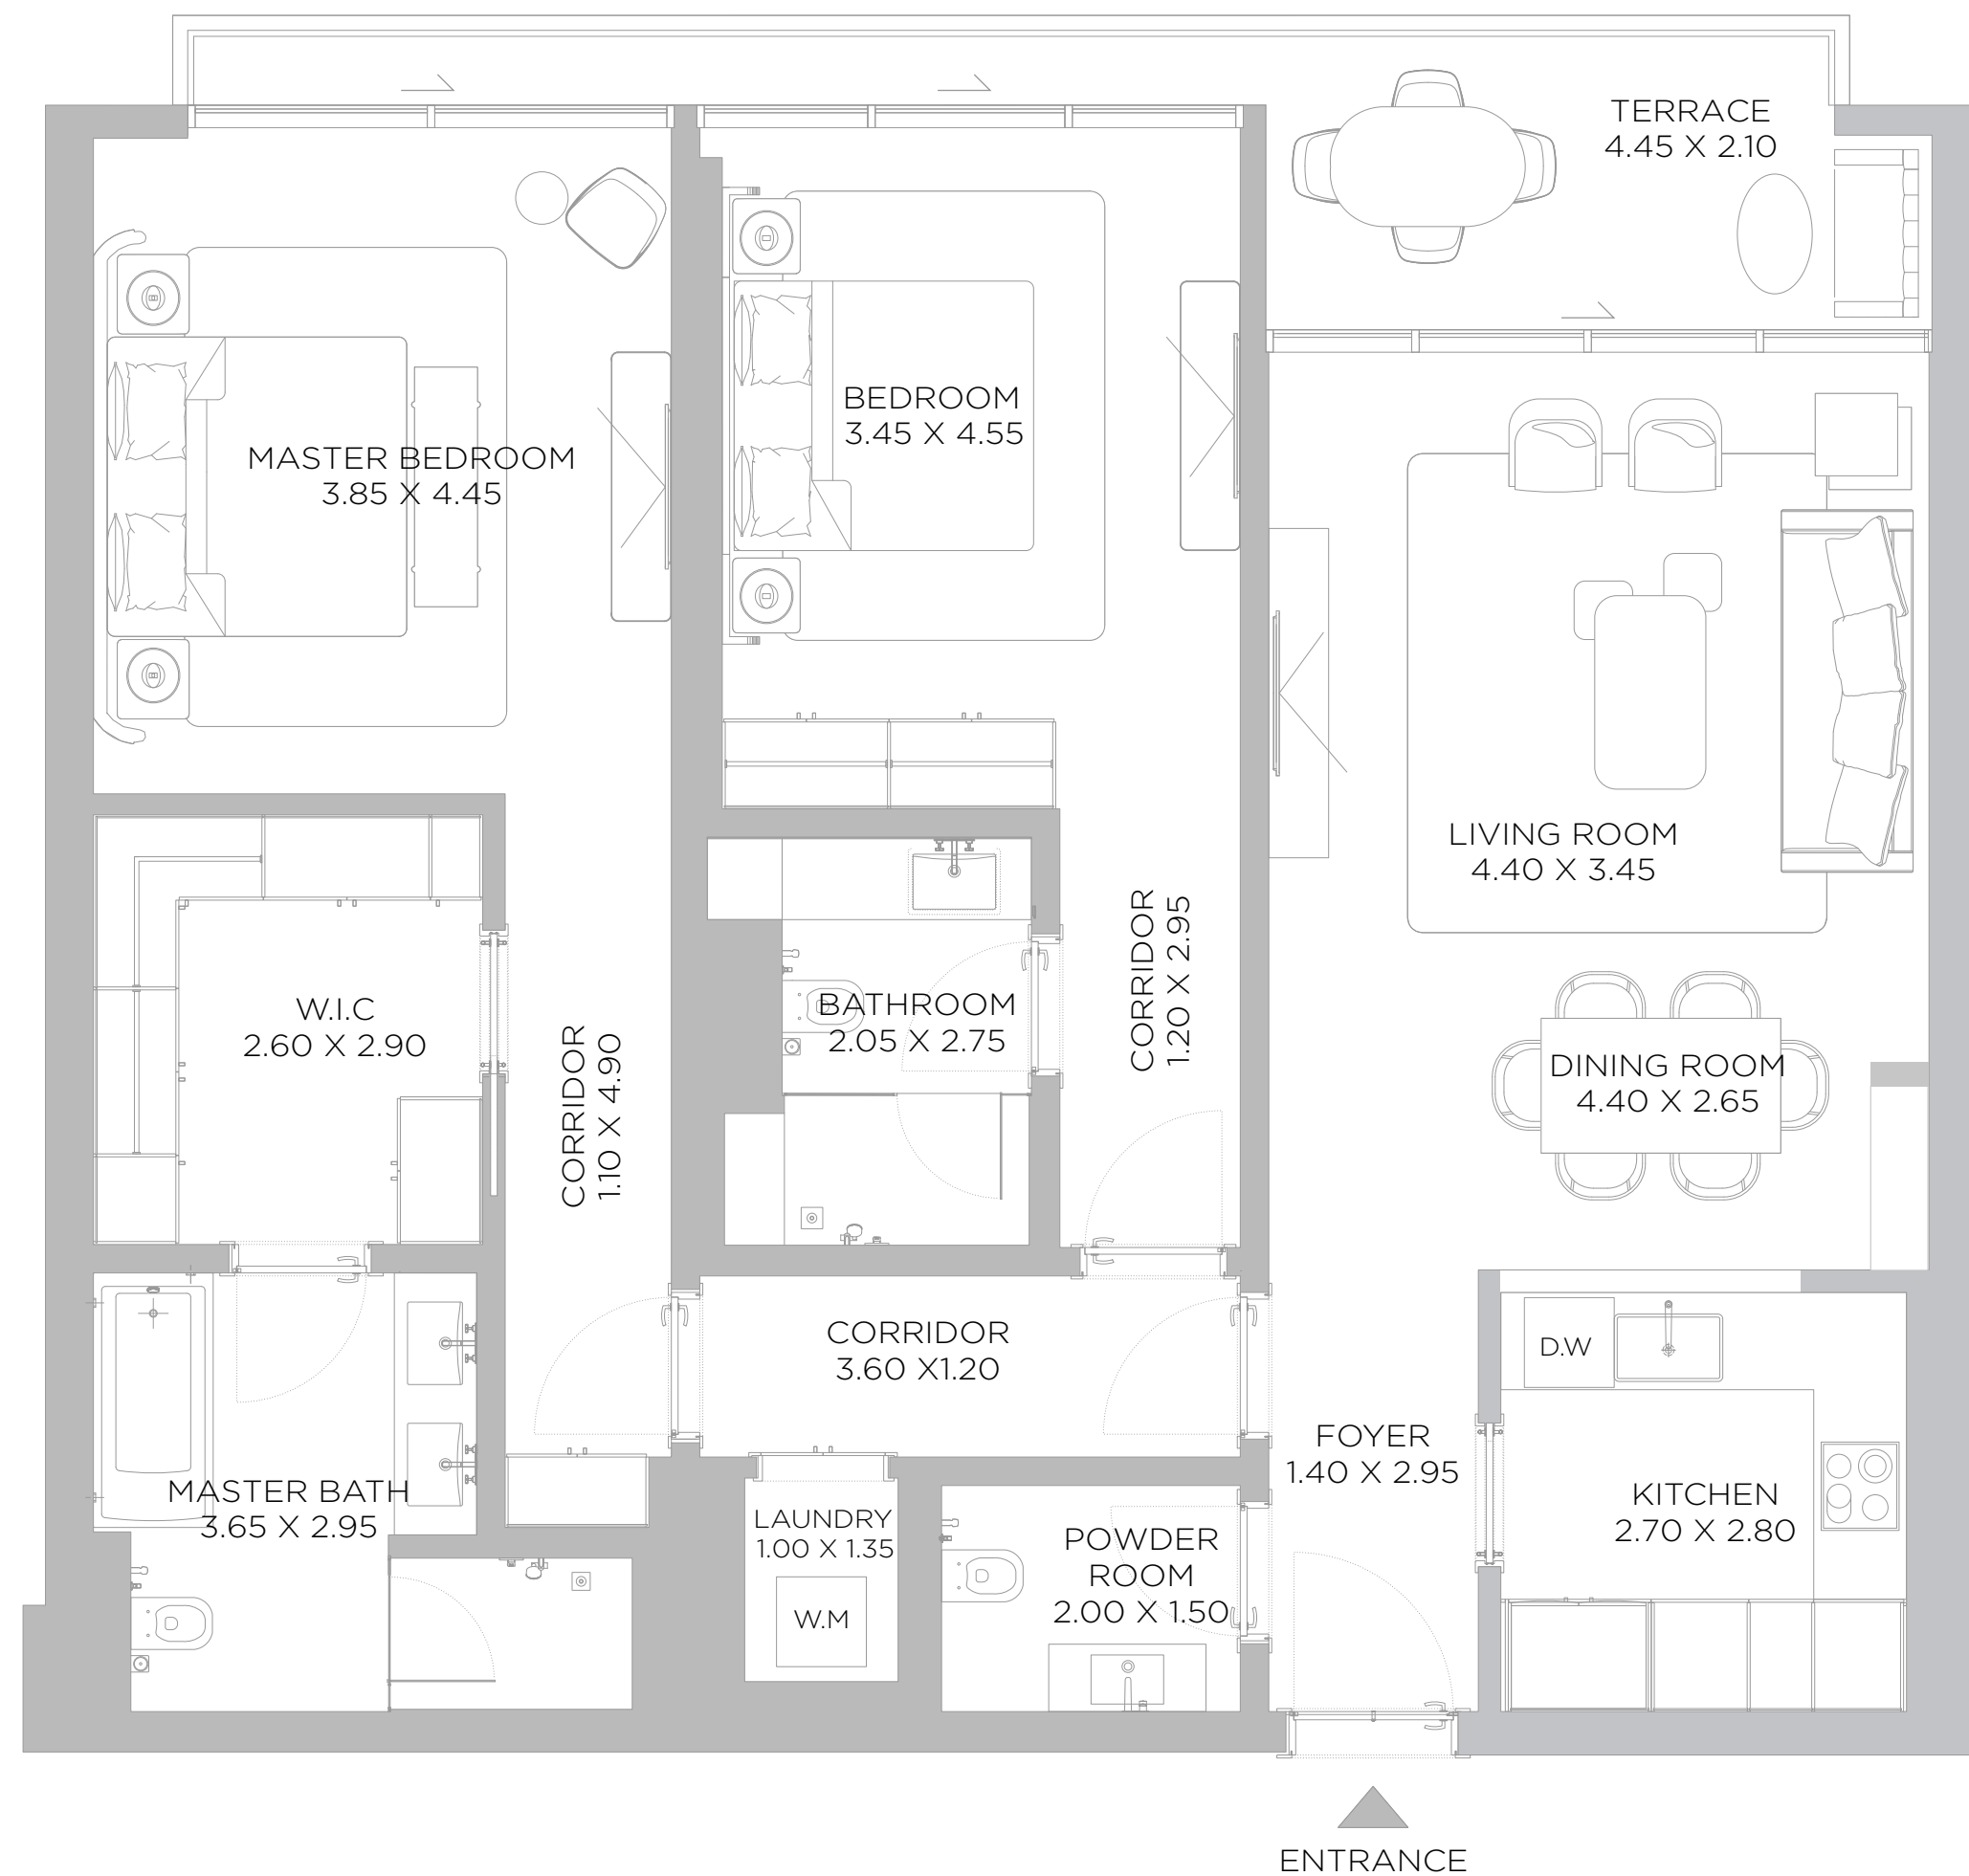 TERRACE
4.45 X 2.10
BEDROOM
3.45 X 4.55
MASTER BEDROOM
3.85 X 4.45
LIVING ROOM
4.40 X 3.45
W.I.C
2.60 X 2.90
CORRIDOR
1.10 X 4.90
BATHROOM
2.05 X 2.75
CORRIDOR
1.20 X 2.95
DINING ROOM
4.40 X 2.65
CORRIDOR
3.60 X1.20
D.W
FOYER
1.40 X 2.95
MASTER BATH
3.65 X 2.95
LAUNDRY
1.00 X 1.35
W.M
POWDER
ROOM
2.00 X 1.50
KITCHEN
2.70 X 2.80
ENTRANCE